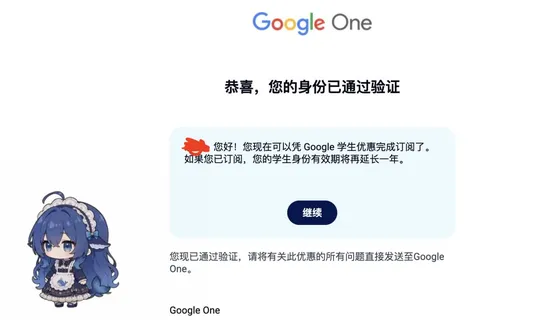 Google One
恭喜，您的身份已通过验证
您好！您现在可以凭 Google 学生优惠完成订阅了。
如果您已订阅，您的学生身份有效期将再延长一年。
继续
您现已通过验证，请将有关此优惠的所有问题直接发送至Google
One。
Google One